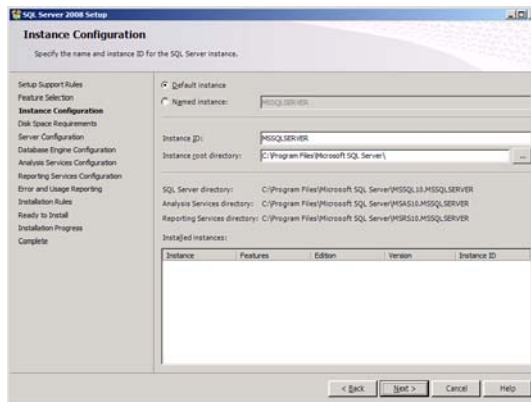 SQL Server 2008 Setup
Instance Configuration
Specify the name and instance ID for the SQL Server instance.
Setup Support Rules
Feature Selection
Instance Configuration
Disk Space Requirements
Server Configuration
Database Engine Configuration
Analysis Services Configuration
Reporting Services Configuration
Error and Usage Reporting
Installation Rules
Ready to Install
Installation Progress
Complete
Default instance
Named instance: MSSQLSERVER
Instance ID: MSSQLSERVER
Instance root directory: C:\Program Files\Microsoft SQL Server\ ...
SQL Server directory: C:\Program Files\Microsoft SQL Server\MSSQL10.MSSQLSERVER
Analysis Services directory: C:\Program Files\Microsoft SQL Server\MSAS10.MSSQLSERVER
Reporting Services directory: C:\Program Files\Microsoft SQL Server\MSRS10.MSSQLSERVER
Installed instances:
Instance Features Edition Version Instance ID
< Back Next > Cancel Help